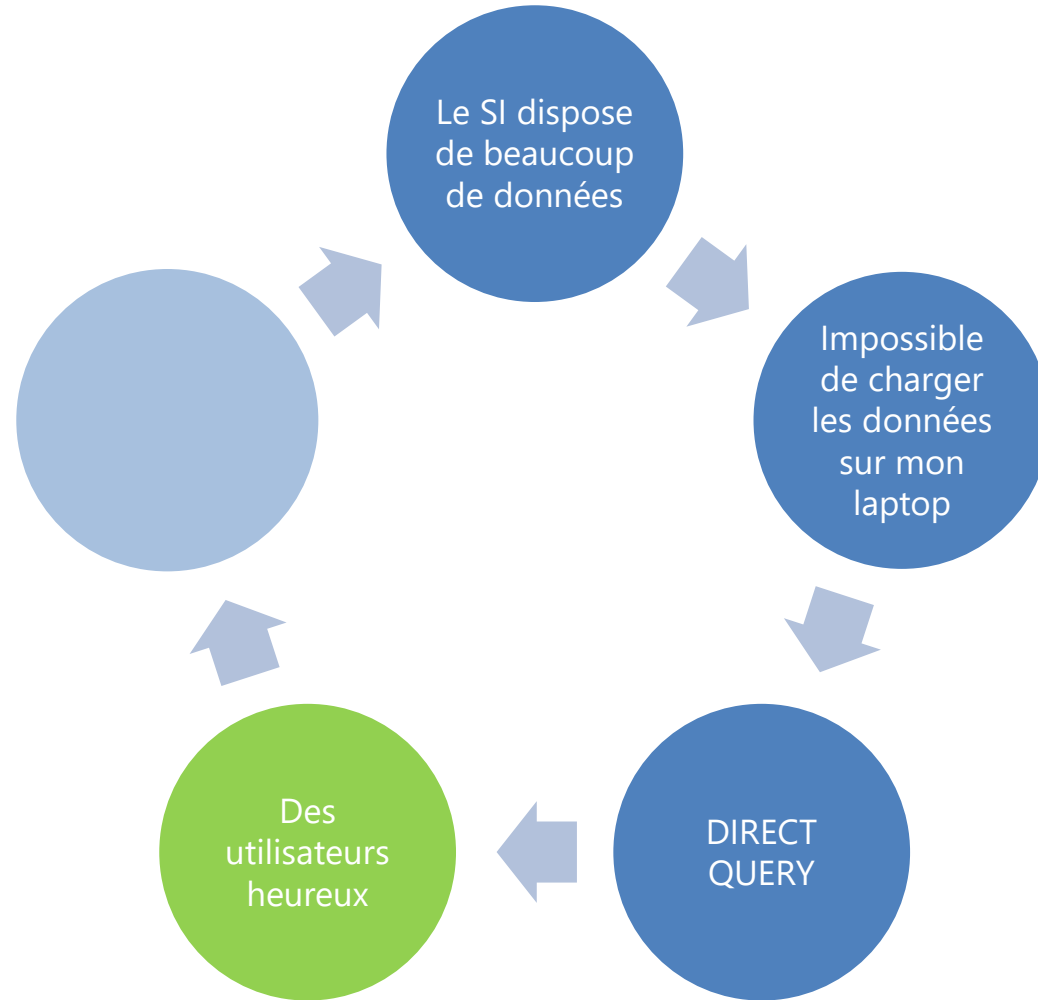 Le SI dispose
de beaucoup
de données
Impossible
de charger
les données
sur mon
laptop
DIRECT
QUERY
Des
utilisateurs
heureux